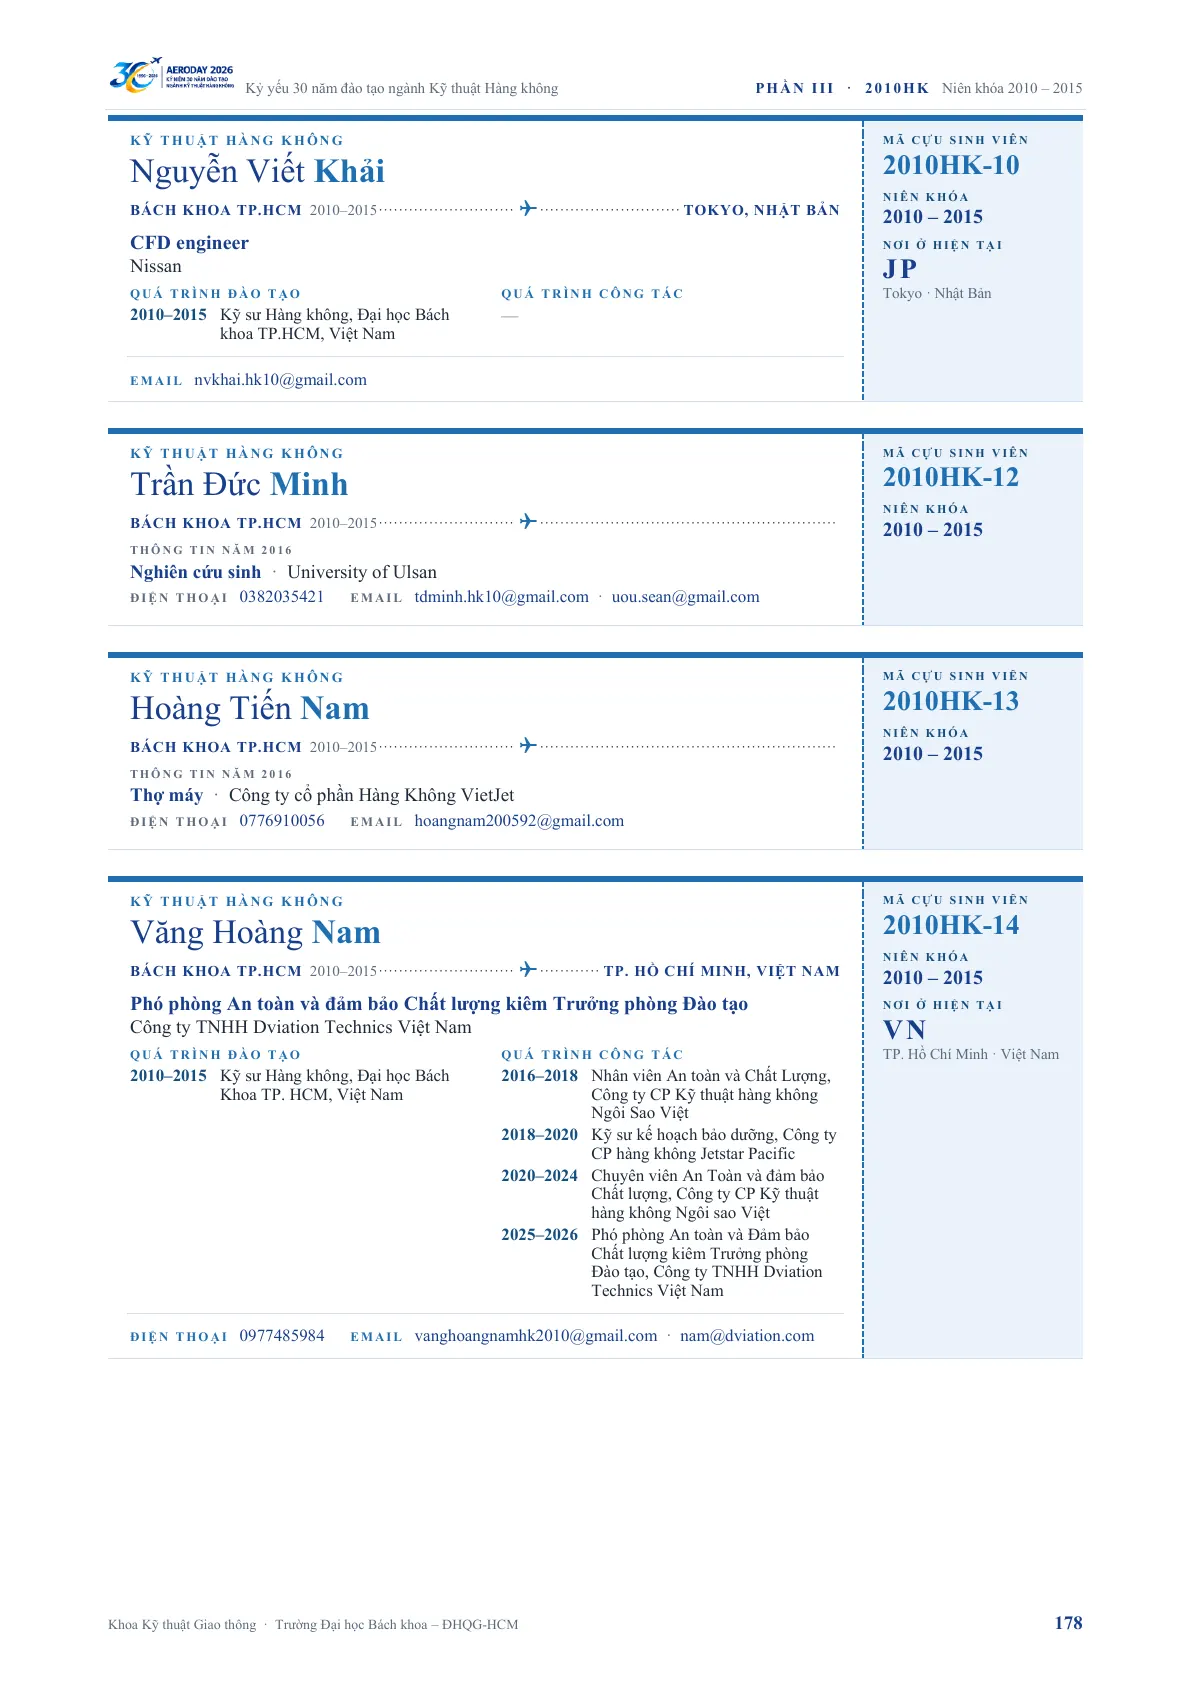 AERODAY 2026
KỶ NIỆM 30 NĂM ĐÀO TẠO
NGÀNH KỸ THUẬT HÀNG KHÔNG
Kỷ yếu 30 năm đào tạo ngành Kỹ thuật Hàng không
PHẦN III · 2010HK Niên khóa 2010 – 2015
KỸ THUẬT HÀNG KHÔNG
Nguyễn Viết Khải
BÁCH KHOA TP.HCM 2010–2015 TOKYO, NHẬT BẢN
CFD engineer
Nissan
QUÁ TRÌNH ĐÀO TẠO
2010–2015 Kỹ sư Hàng không, Đại học Bách
khoa TP.HCM, Việt Nam
QUÁ TRÌNH CÔNG TÁC
—
EMAIL nvkhai.hk10@gmail.com
MÃ CỰU SINH VIÊN
2010HK-10
NIÊN KHÓA
2010 – 2015
NƠI Ở HIỆN TẠI
JP
Tokyo · Nhật Bản
KỸ THUẬT HÀNG KHÔNG
Trần Đức Minh
BÁCH KHOA TP.HCM 2010–2015
THÔNG TIN NĂM 2016
Nghiên cứu sinh · University of Ulsan
ĐIỆN THOẠI 0382035421 EMAIL tdminh.hk10@gmail.com · uou.sean@gmail.com
MÃ CỰU SINH VIÊN
2010HK-12
NIÊN KHÓA
2010 – 2015
KỸ THUẬT HÀNG KHÔNG
Hoàng Tiến Nam
BÁCH KHOA TP.HCM 2010–2015
THÔNG TIN NĂM 2016
Thợ máy · Công ty cổ phần Hàng Không VietJet
ĐIỆN THOẠI 0776910056 EMAIL hoangnam200592@gmail.com
MÃ CỰU SINH VIÊN
2010HK-13
NIÊN KHÓA
2010 – 2015
KỸ THUẬT HÀNG KHÔNG
Văng Hoàng Nam
BÁCH KHOA TP.HCM 2010–2015 TP. HỒ CHÍ MINH, VIỆT NAM
Phó phòng An toàn và đảm bảo Chất lượng kiêm Trưởng phòng Đào tạo
Công ty TNHH Dviation Technics Việt Nam
QUÁ TRÌNH ĐÀO TẠO
2010–2015 Kỹ sư Hàng không, Đại học Bách
Khoa TP. HCM, Việt Nam
QUÁ TRÌNH CÔNG TÁC
2016–2018 Nhân viên An toàn và Chất Lượng,
Công ty CP Kỹ thuật hàng không
Ngôi Sao Việt
2018–2020 Kỹ sư kế hoạch bảo dưỡng, Công ty
CP hàng không Jetstar Pacific
2020–2024 Chuyên viên An Toàn và đảm bảo
Chất lượng, Công ty CP Kỹ thuật
hàng không Ngôi sao Việt
2025–2026 Phó phòng An toàn và Đảm bảo
Chất lượng kiêm Trưởng phòng
Đào tạo, Công ty TNHH Dviation
Technics Việt Nam
ĐIỆN THOẠI 0977485984 EMAIL vanghoangnamhk2010@gmail.com · nam@dviation.com
MÃ CỰU SINH VIÊN
2010HK-14
NIÊN KHÓA
2010 – 2015
NƠI Ở HIỆN TẠI
VN
TP. Hồ Chí Minh · Việt Nam
Khoa Kỹ thuật Giao thông · Trường Đại học Bách khoa – ĐHQG-HCM
178